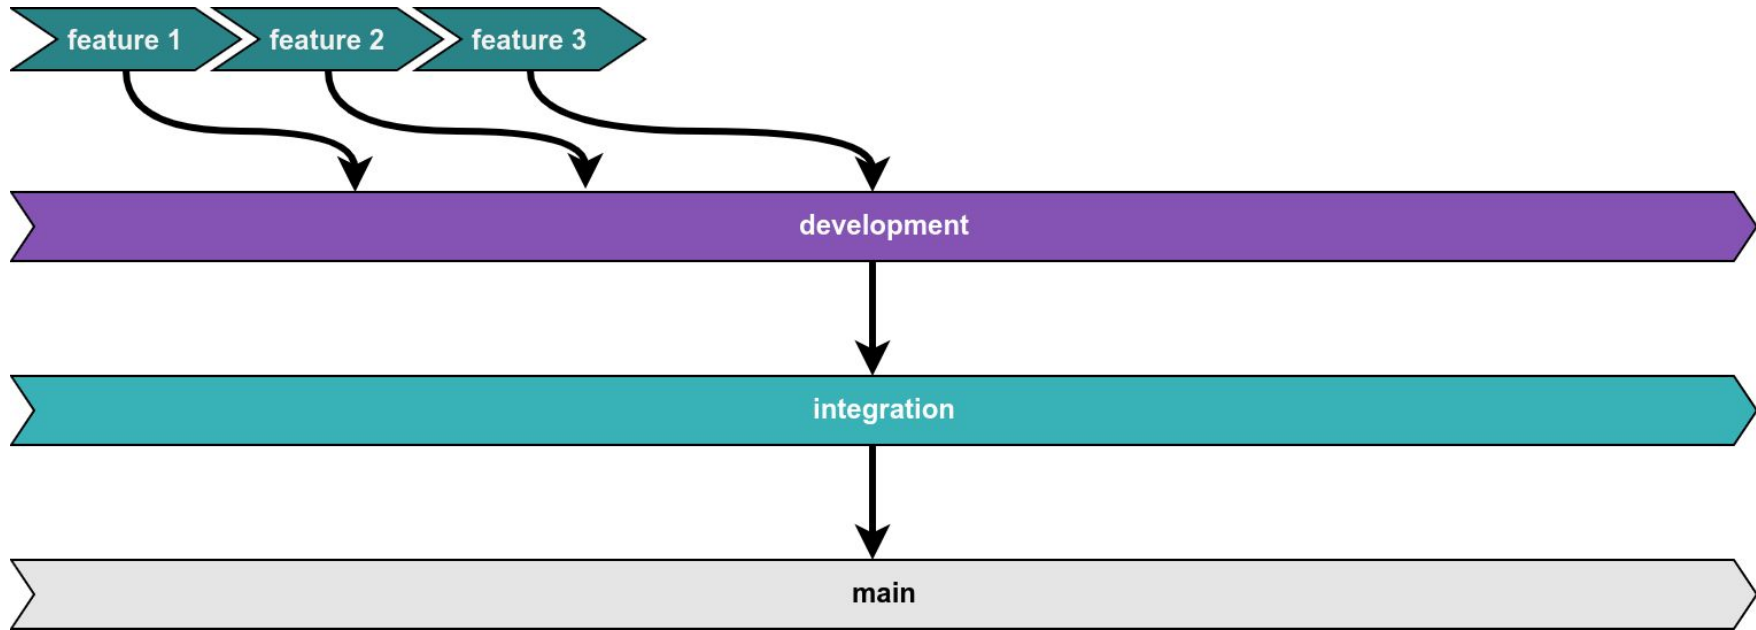 feature 1
feature 2
feature 3
development
integration
main